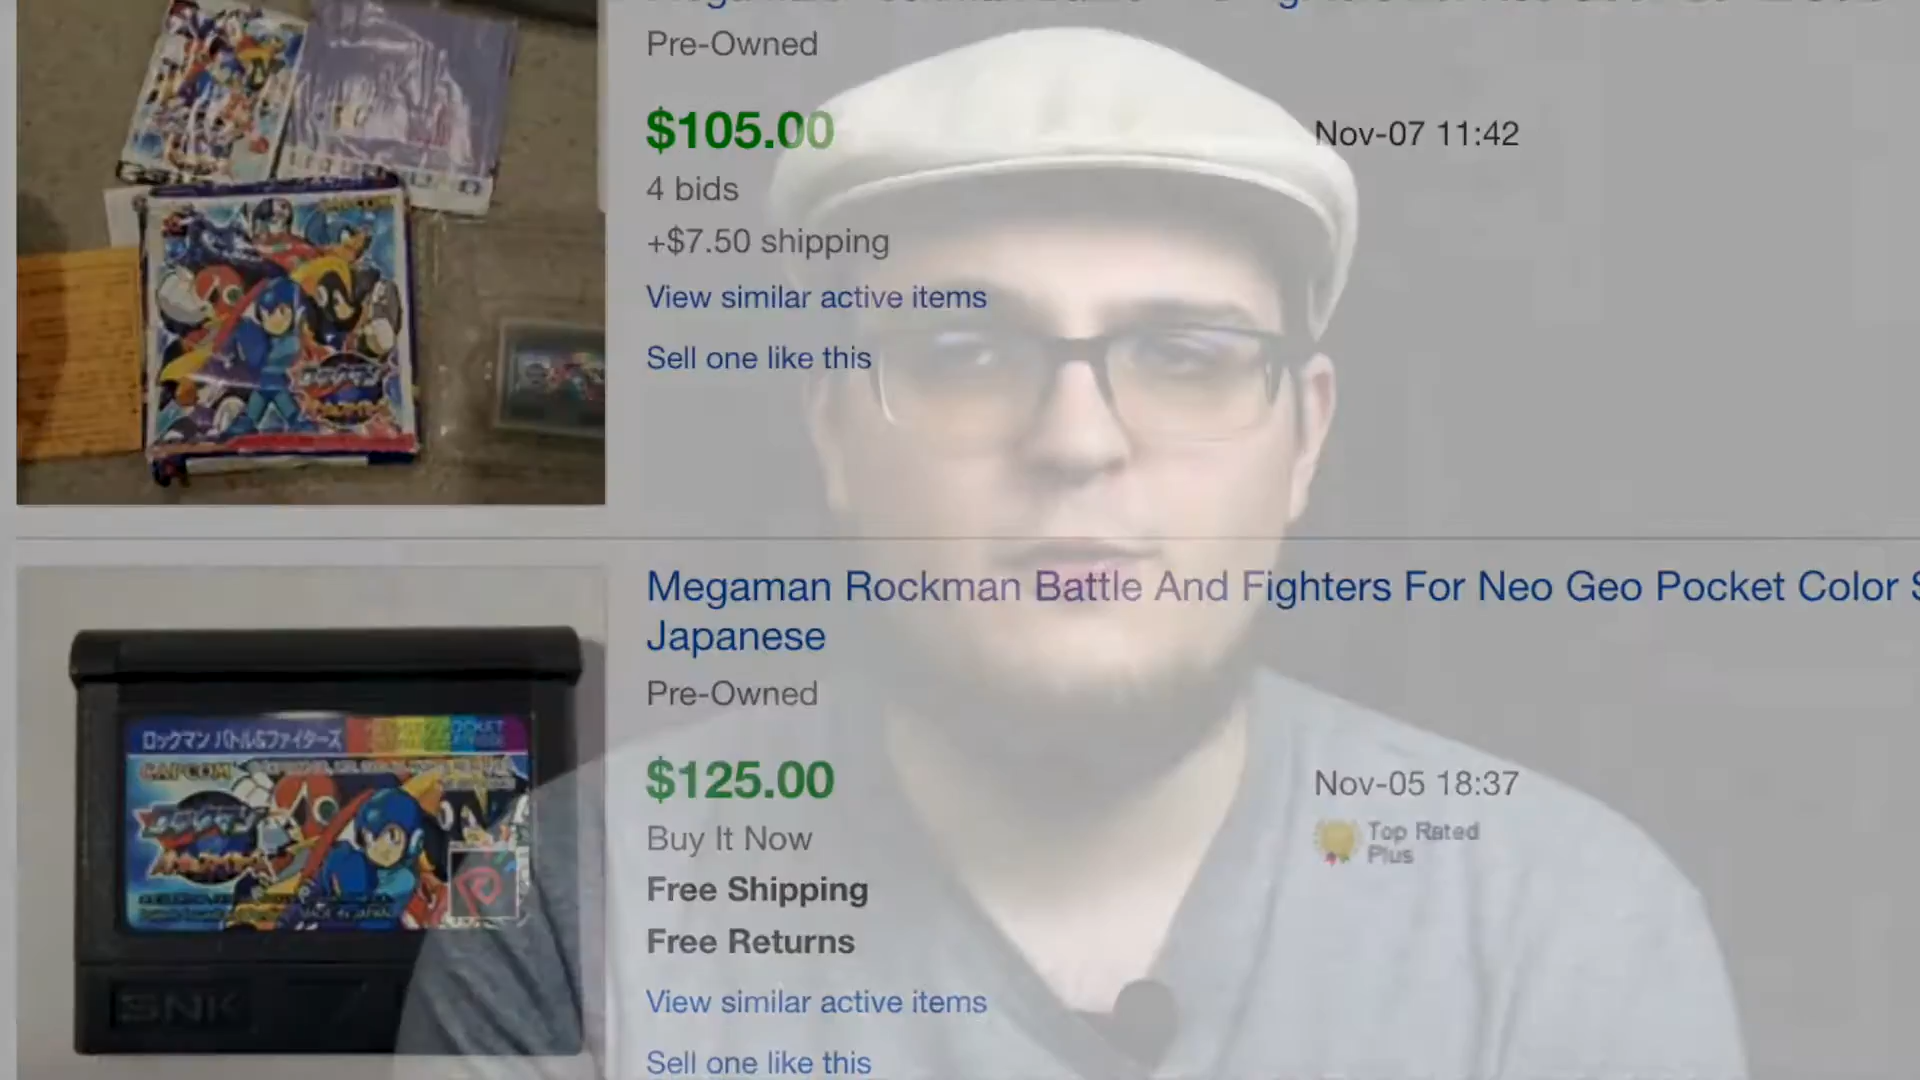 Pre-Owned
$105.00
Nov-07 11:42
4 bids
+$7.50 shipping
View similar active items
Sell one like this
Megaman Rockman Battle And Fighters For Neo Geo Pocket Color
Japanese
Pre-Owned
ロックマン バトル&ファイターズ
CAPCOM
$125.00
Nov-05 18:37
Top Rated
Plus
Buy It Now
Free Shipping
Free Returns
MADE IN JAPAN
SNK
View similar active items
Sell one like this